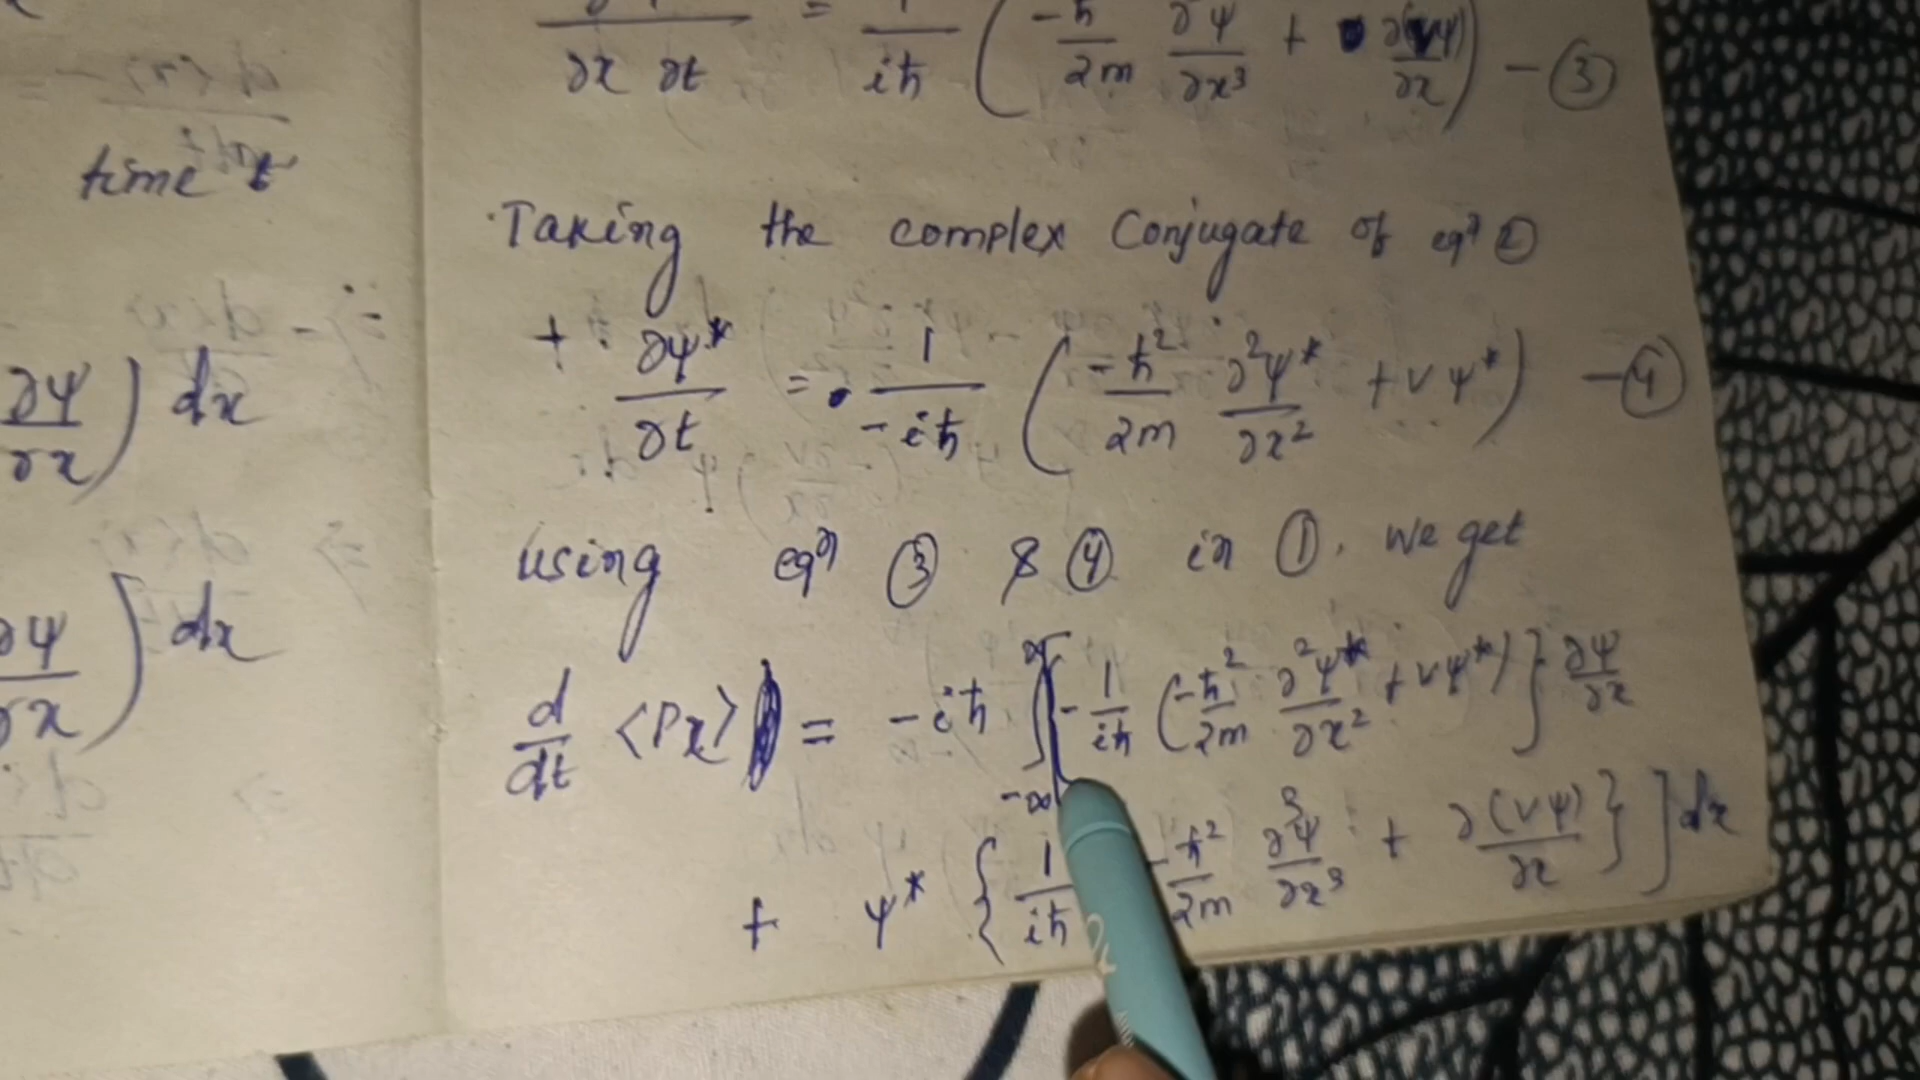 time t
∂ψ/∂x ) dx
∂ψ/∂x ) dx
∂x ∂t = 1/iħ ( -ħ/2m ∂ψ/∂x³ + ∂(Vψ)/∂x ) - ③
Taking the complex Conjugate of eqn ②
+ ∂ψ*/∂t = 1/-iħ ( -ħ²/2m ∂²ψ*/∂x² + Vψ* ) - ④
using eqn ③ & ④ in ①. we get
d/dt <Px> = -iħ ∫_{-∞}^{∞} [ - 1/iħ ( -ħ²/2m ∂²ψ*/∂x² + Vψ* ) } ∂ψ/∂x
+ ψ* { 1/iħ -ħ²/2m ∂³ψ/∂x³ + ∂(Vψ)/∂x } ] dx